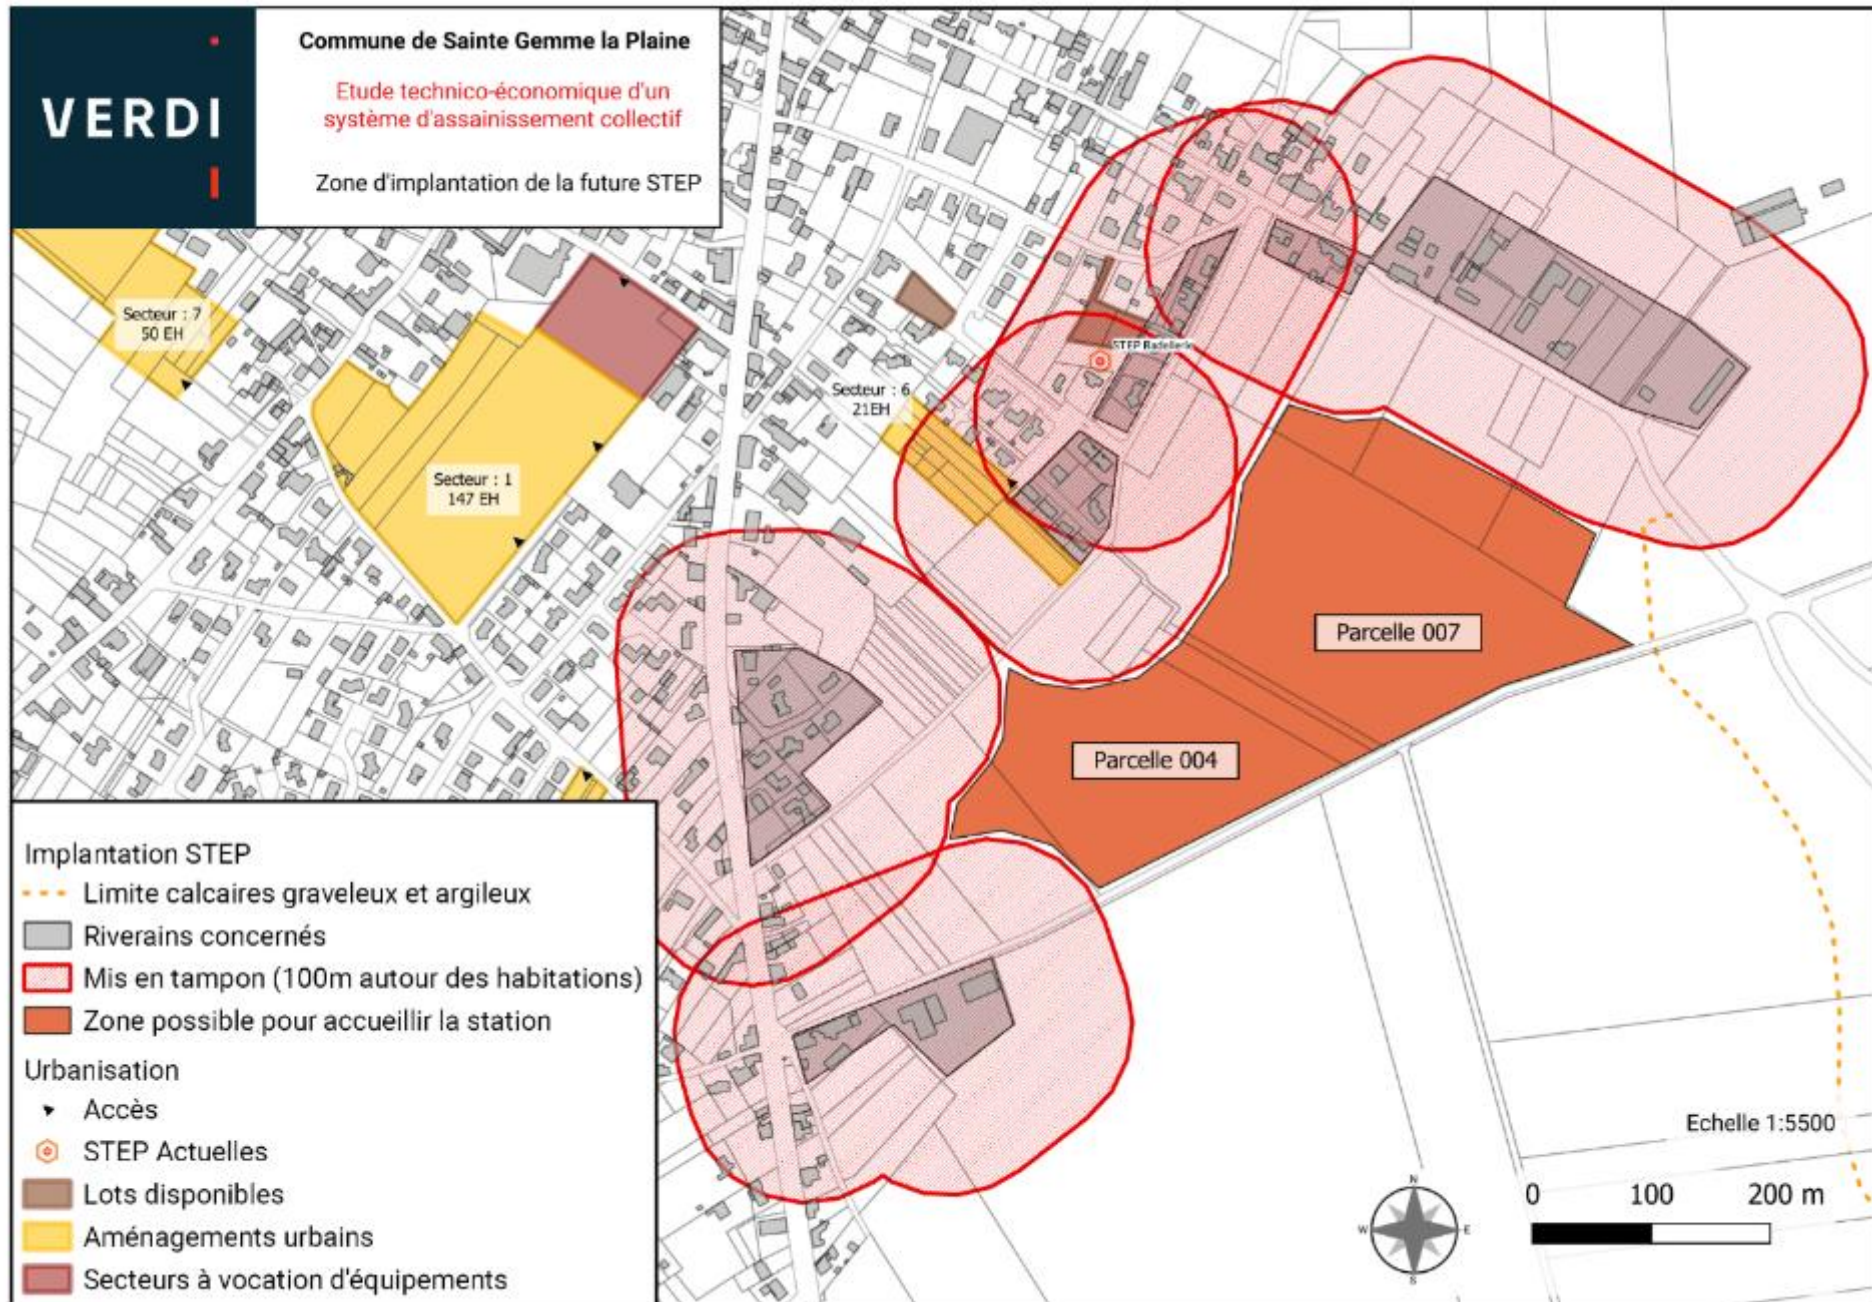 VERDI
Commune de Sainte Gemme la Plaine
Etude technico-économique d'un
système d'assainissement collectif
Zone d'implantation de la future STEP
Secteur : 7
50 EH
Secteur : 1
147 EH
Secteur : 6
21EH
STEP Badellerie
Parcelle 007
Parcelle 004
Implantation STEP
Limite calcaires graveleux et argileux
Riverains concernés
Mis en tampon (100m autour des habitations)
Zone possible pour accueillir la station
Urbanisation
Accès
STEP Actuelles
Lots disponibles
Aménagements urbains
Secteurs à vocation d'équipements
Echelle 1:5500
N
W E
S
0 100 200 m